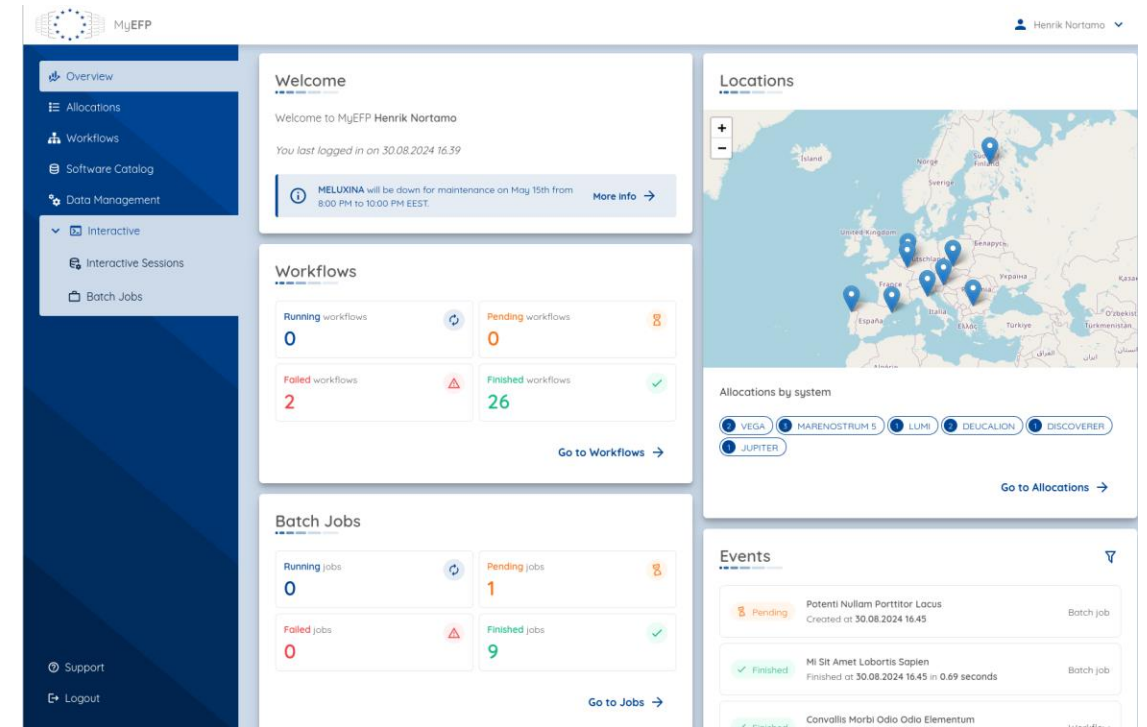 MyEFP
Henrik Nortamo
Overview
Allocations
Workflows
Software Catalog
Data Management
Interactive
Interactive Sessions
Batch Jobs
Support
Logout
Welcome
Welcome to MyEFP Henrik Nortamo
You last logged in on 30.08.2024 16.39
MELUXINA will be down for maintenance on May 15th from
8:00 PM to 10:00 PM EEST.
More info
Workflows
Running workflows
0
Pending workflows
0
Failed workflows
2
Finished workflows
26
Go to Workflows
Batch Jobs
Running jobs
0
Pending jobs
1
Failed jobs
0
Finished jobs
9
Go to Jobs
Locations
+
−
Ísland
Norge
Sverige
United Kingdom
Беларусь
Україна
France
Italia
España
Ελλάς
Türkiye
Allocations by system
2 VEGA
3 MARENOSTRUM 5
1 LUMI
2 DEUCALION
1 DISCOVERER
1 JUPITER
Go to Allocations
Events
Pending
Potenti Nullam Porttitor Lacus
Created at 30.08.2024 16.45
Batch job
Finished
Mi Sit Amet Lobortis Sapien
Finished at 30.08.2024 16.45 in 0.69 seconds
Batch job
Finished
Convallis Morbi Odio Odio Elementum
Workflow